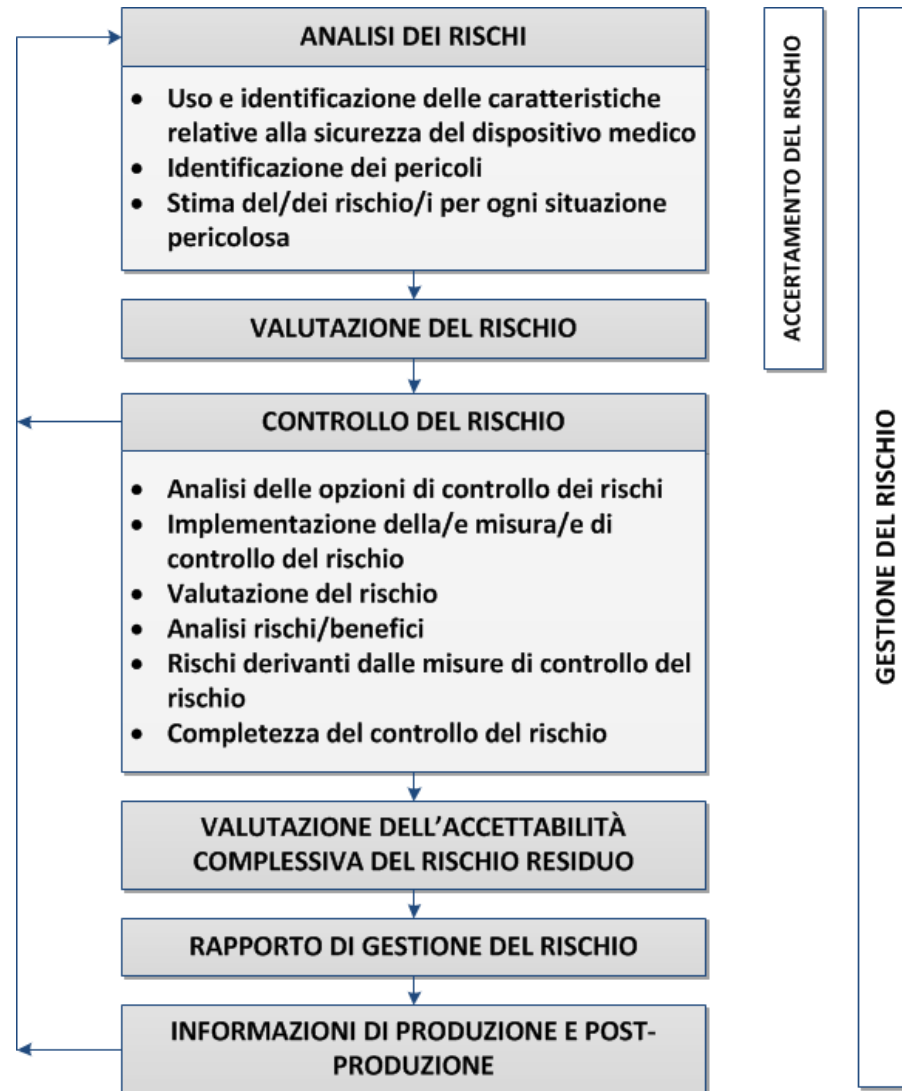 ANALISI DEI RISCHI
• Uso e identificazione delle caratteristiche
relative alla sicurezza del dispositivo medico
• Identificazione dei pericoli
• Stima del/dei rischio/i per ogni situazione
pericolosa
VALUTAZIONE DEL RISCHIO
CONTROLLO DEL RISCHIO
• Analisi delle opzioni di controllo dei rischi
• Implementazione della/e misura/e di
controllo del rischio
• Valutazione del rischio
• Analisi rischi/benefici
• Rischi derivanti dalle misure di controllo del
rischio
• Completezza del controllo del rischio
VALUTAZIONE DELL’ACCETTABILITÀ
COMPLESSIVA DEL RISCHIO RESIDUO
RAPPORTO DI GESTIONE DEL RISCHIO
INFORMAZIONI DI PRODUZIONE E POST-
PRODUZIONE
ACCERTAMENTO DEL RISCHIO
GESTIONE DEL RISCHIO